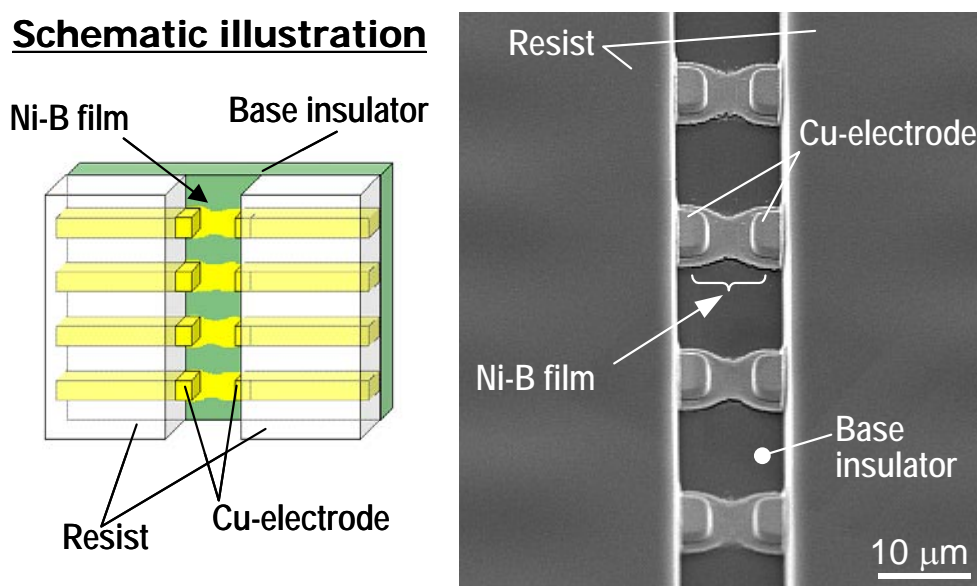 Schematic illustration
Ni-B film
Base insulator
Resist
Cu-electrode
Resist
Cu-electrode
Ni-B film
Base
insulator
10 μm